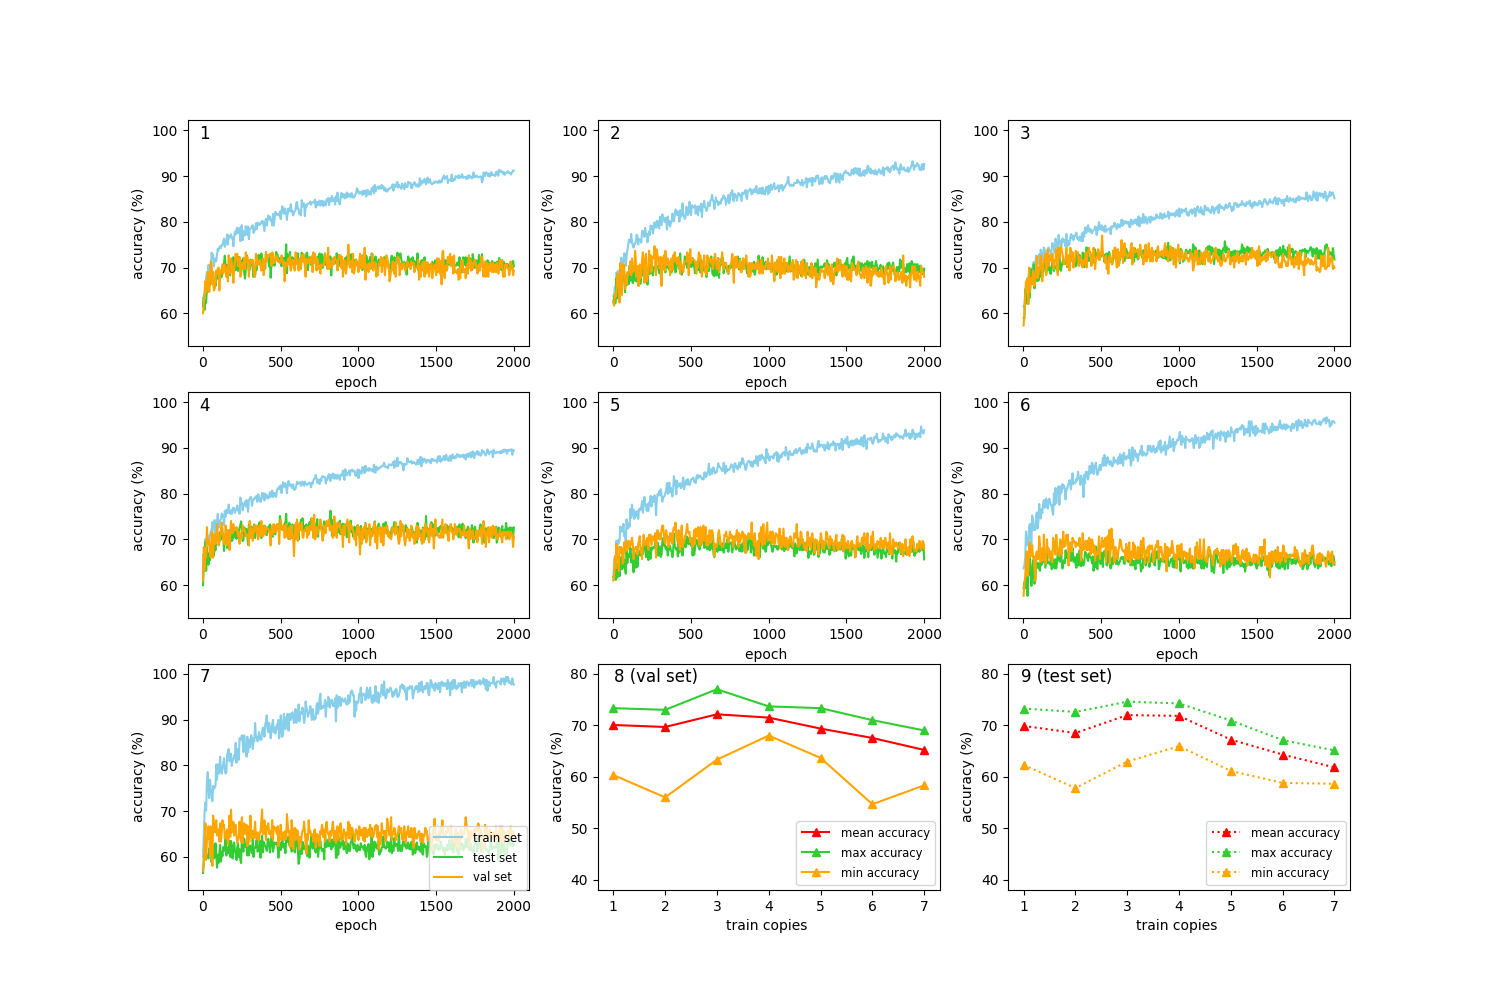 1
2
3
100
90
80
70
60
accuracy (%)
0 500 1000 1500 2000
epoch
100
90
80
70
60
accuracy (%)
0 500 1000 1500 2000
epoch
100
90
80
70
60
accuracy (%)
0 500 1000 1500 2000
epoch
4
100
90
80
70
60
accuracy (%)
0 500 1000 1500 2000
epoch
5
100
90
80
70
60
accuracy (%)
0 500 1000 1500 2000
epoch
6
100
90
80
70
60
accuracy (%)
0 500 1000 1500 2000
epoch
7
100
90
80
70
60
accuracy (%)
train set
test set
val set
0 500 1000 1500 2000
epoch
8 (val set)
80
70
60
50
40
accuracy (%)
mean accuracy
max accuracy
min accuracy
1 2 3 4 5 6 7
train copies
9 (test set)
80
70
60
50
40
accuracy (%)
mean accuracy
max accuracy
min accuracy
1 2 3 4 5 6 7
train copies